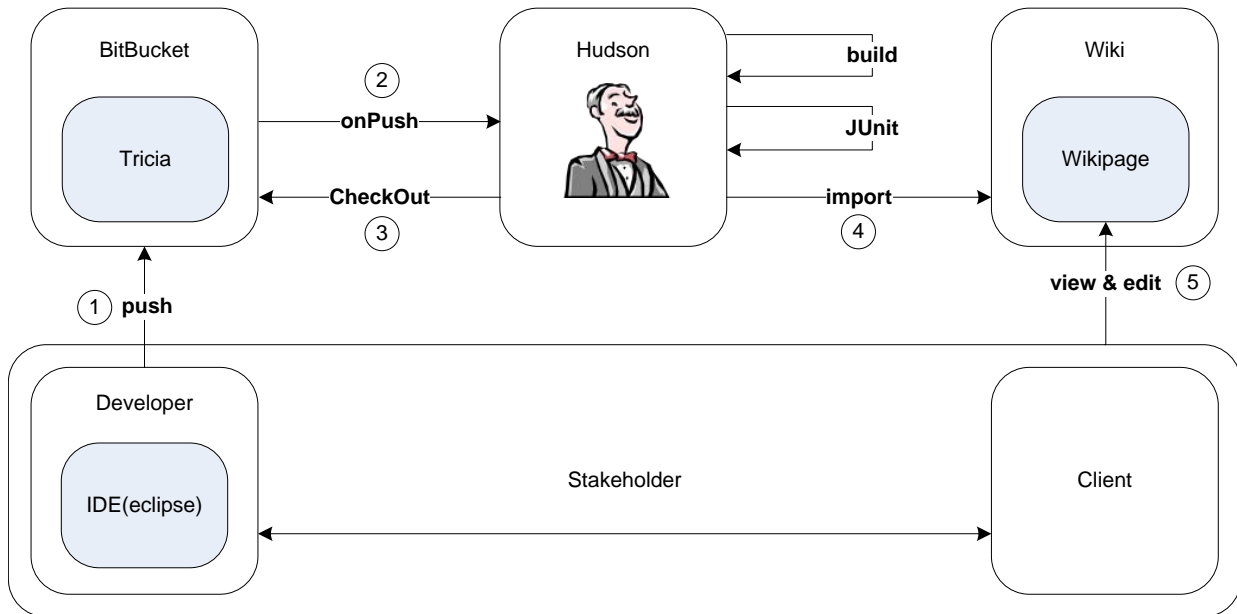 BitBucket
Hudson
Wiki
build
2
onPush
JUnit
Tricia
Wikipage
CheckOut
import
3
4
1
push
view & edit
5
Developer
IDE(eclipse)
Stakeholder
Client